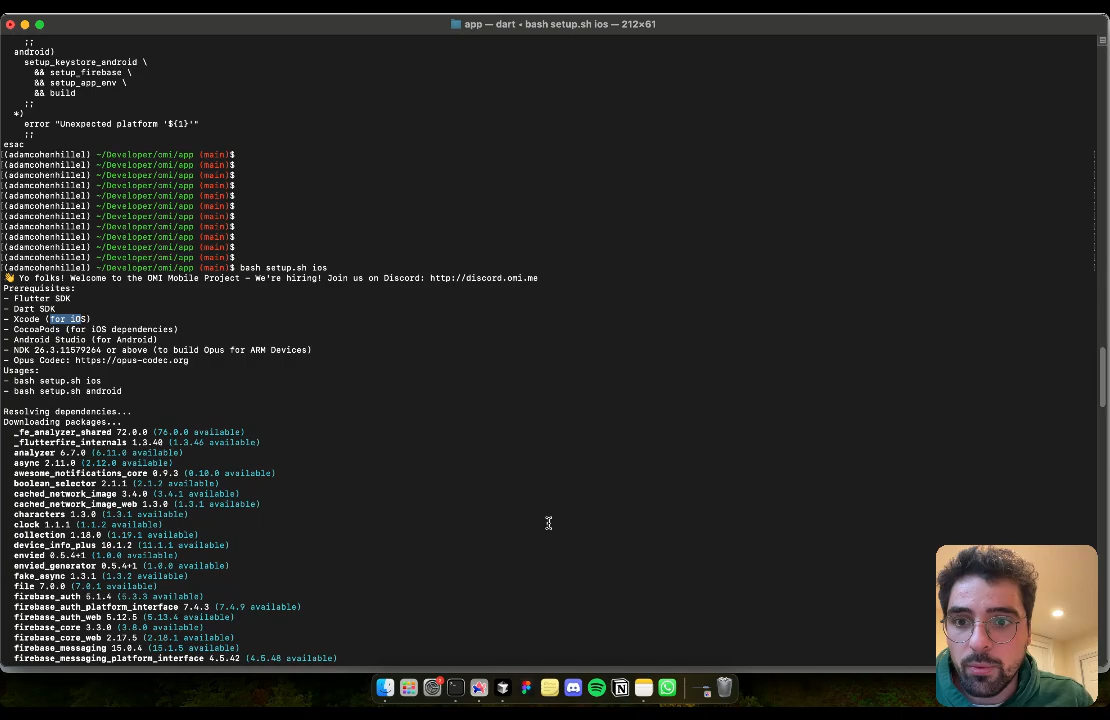 app — dart ◂ bash setup.sh ios — 212×61
;;
android)
setup_keystore_android \
&& setup_firebase \
&& setup_app_env \
&& build
;;
*)
error "Unexpected platform '${1}'"
;;
esac
[(adamcohenhillel) ~/Developer/omi/app (main)$
[(adamcohenhillel) ~/Developer/omi/app (main)$
[(adamcohenhillel) ~/Developer/omi/app (main)$
[(adamcohenhillel) ~/Developer/omi/app (main)$
[(adamcohenhillel) ~/Developer/omi/app (main)$
[(adamcohenhillel) ~/Developer/omi/app (main)$
[(adamcohenhillel) ~/Developer/omi/app (main)$
[(adamcohenhillel) ~/Developer/omi/app (main)$
[(adamcohenhillel) ~/Developer/omi/app (main)$
[(adamcohenhillel) ~/Developer/omi/app (main)$
[(adamcohenhillel) ~/Developer/omi/app (main)$
[(adamcohenhillel) ~/Developer/omi/app (main)$ bash setup.sh ios
👋 Yo folks! Welcome to the OMI Mobile Project - We're hiring! Join us on Discord: http://discord.omi.me
Prerequisites:
- Flutter SDK
- Dart SDK
- Xcode (for iOS)
- CocoaPods (for iOS dependencies)
- Android Studio (for Android)
- NDK 26.3.11579264 or above (to build Opus for ARM Devices)
- Opus Codec: https://opus-codec.org
Usages:
- bash setup.sh ios
- bash setup.sh android
Resolving dependencies...
Downloading packages...
_fe_analyzer_shared 72.0.0 (76.0.0 available)
_flutterfire_internals 1.3.40 (1.3.46 available)
analyzer 6.7.0 (6.11.0 available)
async 2.11.0 (2.12.0 available)
awesome_notifications_core 0.9.3 (0.10.0 available)
boolean_selector 2.1.1 (2.1.2 available)
cached_network_image 3.4.0 (3.4.1 available)
cached_network_image_web 1.3.0 (1.3.1 available)
characters 1.3.0 (1.3.1 available)
clock 1.1.1 (1.1.2 available)
collection 1.18.0 (1.19.1 available)
device_info_plus 10.1.2 (11.1.1 available)
envied 0.5.4+1 (1.0.0 available)
envied_generator 0.5.4+1 (1.0.0 available)
fake_async 1.3.1 (1.3.2 available)
file 7.0.0 (7.0.1 available)
firebase_auth 5.1.4 (5.3.3 available)
firebase_auth_platform_interface 7.4.3 (7.4.9 available)
firebase_auth_web 5.12.5 (5.13.4 available)
firebase_core 3.3.0 (3.8.0 available)
firebase_core_web 2.17.5 (2.18.1 available)
firebase_messaging 15.0.4 (15.1.5 available)
firebase_messaging_platform_interface 4.5.42 (4.5.48 available)